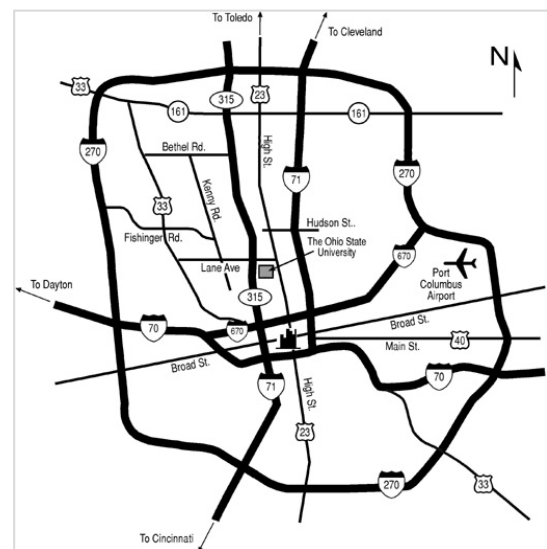 To Toledo
To Cleveland
N
33
315
23
161
161
270
Bethel Rd.
High St.
71
270
Kenny Rd.
33
Hudson St..
Fishinger Rd.
The Ohio State
University
Lane Ave
670
Port
Columbus
Airport
To Dayton
315
70
670
Broad St.
Main St.
40
Broad St.
70
71
High St.
23
270
33
To Cincinnati